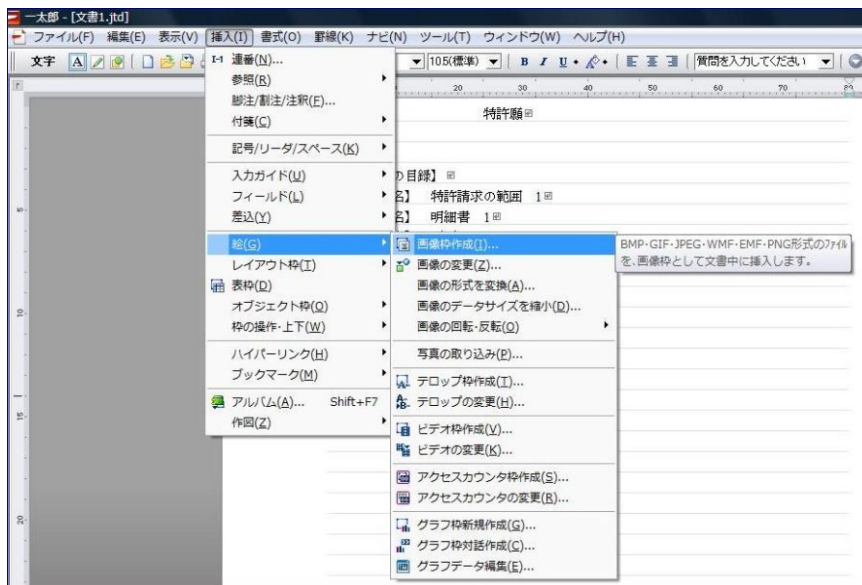 一太郎 - [文書1.jtd]
ファイル(F) 編集(E) 表示(V) 挿入(I) 書式(O) 罫線(K) ナビ(N) ツール(T) ウィンドウ(W) ヘルプ(H)
文字 A 10.5(標準) B I U 質問を入力してください
連番(N)...
参照(R)
脚注/割注/注釈(F)...
付箋(C)
記号/リーダ/スペース(K)
入力ガイド(U)
フィールド(L)
差込(Y)
絵(G)
レイアウト枠(T)
表枠(D)
オブジェクト枠(O)
枠の操作・上下(W)
ハイパーリンク(H)
ブックマーク(M)
アルバム(A)... Shift+F7
作図(Z)
20 30 40 50 60 70
特許願
の目録】
名】 特許請求の範囲 1
名】 明細書 1
画像枠作成(I)...
画像の変更(Z)...
画像の形式を変換(A)...
画像のデータサイズを縮小(D)...
画像の回転・反転(O)
写真の取り込み(P)...
テロップ枠作成(T)...
テロップの変更(H)...
ビデオ枠作成(V)...
ビデオの変更(K)...
アクセスカウンタ枠作成(S)...
アクセスカウンタの変更(R)...
グラフ枠新規作成(G)...
グラフ枠対話作成(C)...
グラフデータ編集(E)...
BMP・GIF・JPEG・WMF・EMF・PNG形式のファイル
を、画像枠として文書中に挿入します。